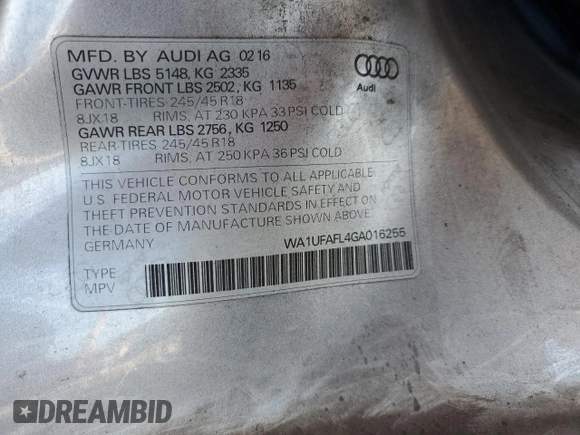 MFD. BY AUDI AG 02 16
GVWR LBS 5148, KG 2335
GAWR FRONT LBS 2502, KG 1135
FRONT-TIRES 245/45 R18
8JX18 RIMS, AT 230 KPA 33 PSI COLD
GAWR REAR LBS 2756, KG 1250
REAR-TIRES 245/45 R18
8JX18 RIMS, AT 250 KPA 36 PSI COLD
Audi
THIS VEHICLE CONFORMS TO ALL APPLICABLE
U.S. FEDERAL MOTOR VEHICLE SAFETY AND
THEFT PREVENTION STANDARDS IN EFFECT ON
THE DATE OF MANUFACTURE SHOWN ABOVE.
GERMANY WA1UFAFL4GA016255
TYPE
MPV
DREAMBID